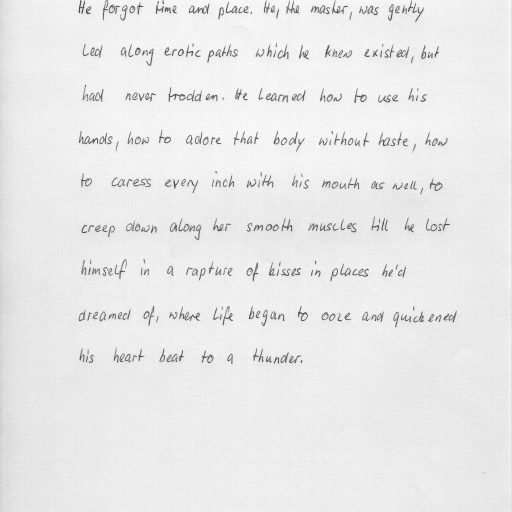 He forgot time and place. He, the master, was gently
led along erotic paths which he knew existed, but
had never trodden. He learned how to use his
hands, how to adore that body without haste, how
to caress every inch with his mouth as well, to
creep down along her smooth muscles till he lost
himself in a rapture of kisses in places he'd
dreamed of, where life began to ooze and quickened
his heart beat to a thunder.